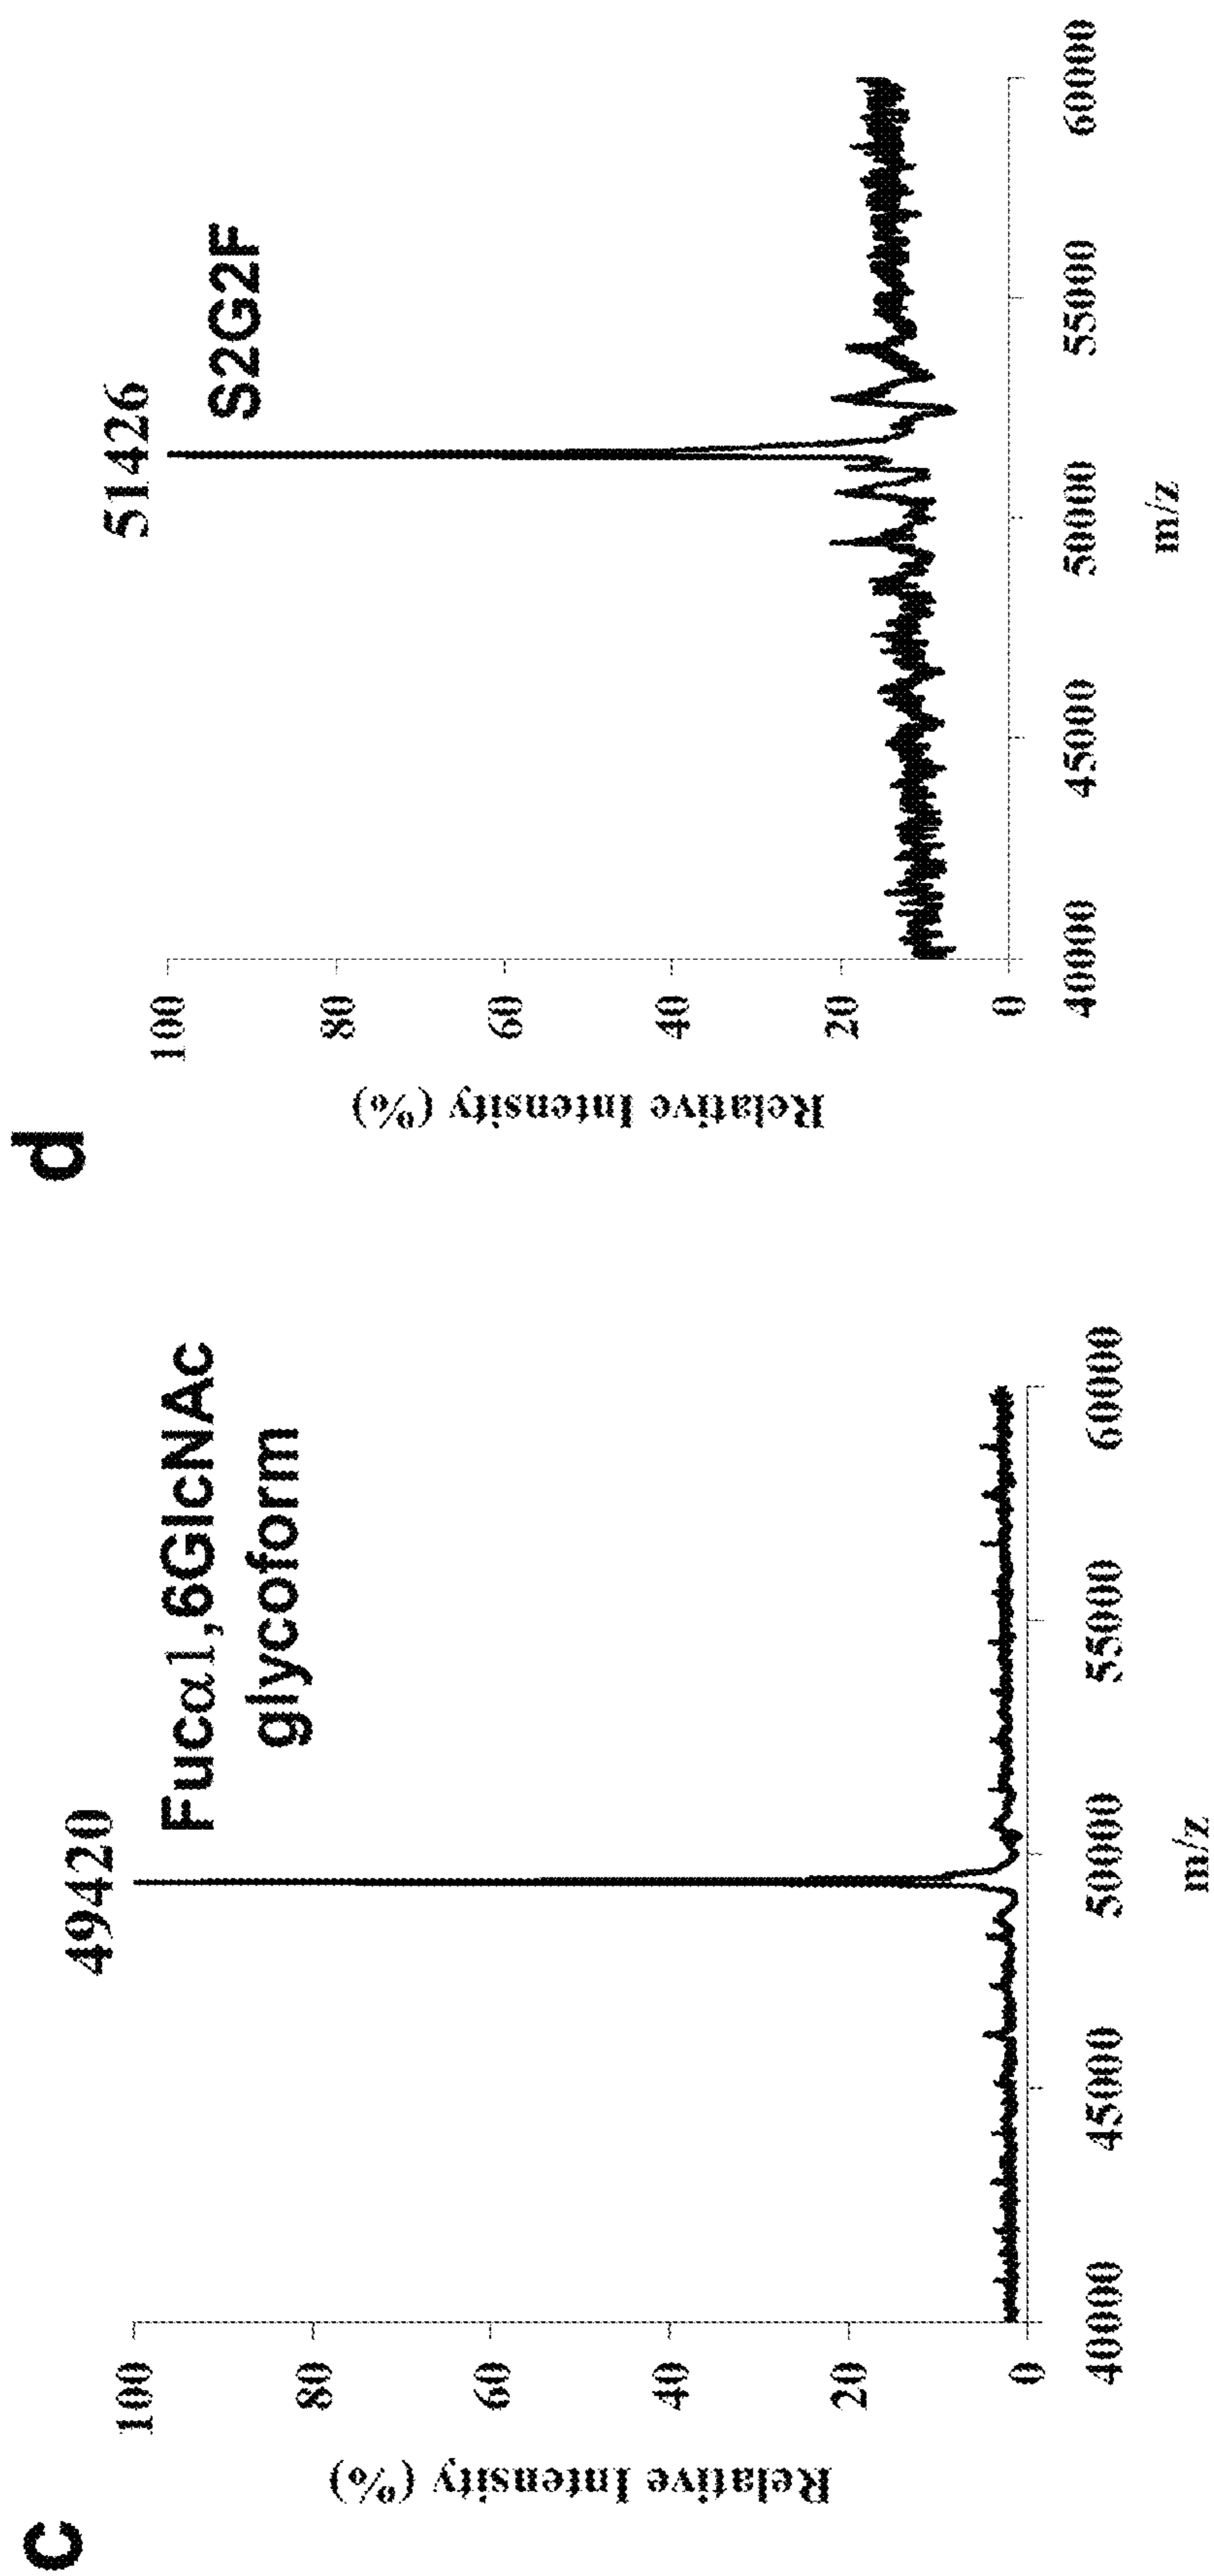 c
49420
Fucα1,6GlcNAc
glycoform
Relative Intensity (%)
100
80
60
40
20
0
40000
45000
50000
55000
60000
m/z
d
51426
S2G2F
Relative Intensity (%)
100
80
60
40
20
0
40000
45000
50000
55000
60000
m/z